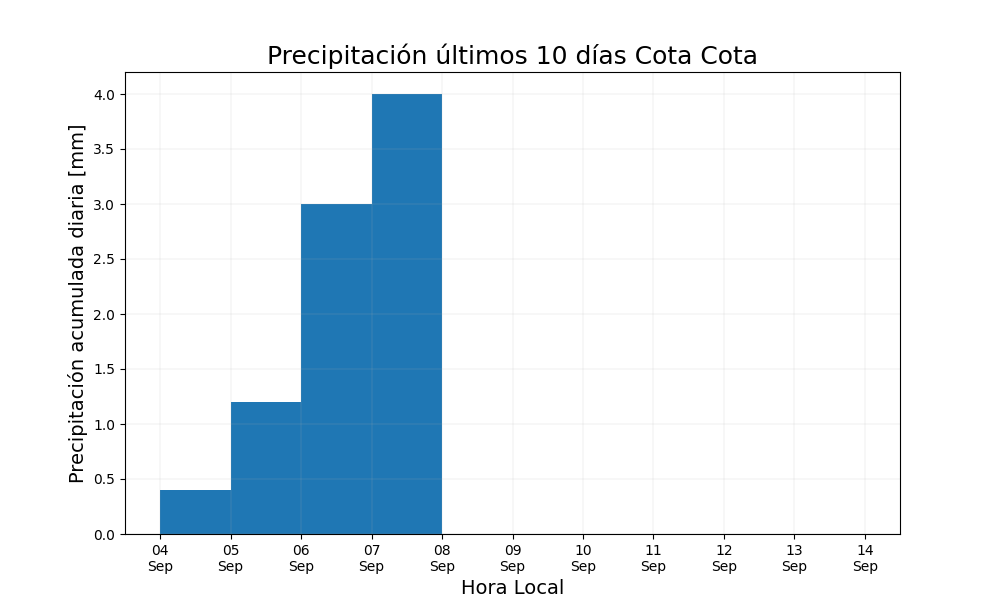 Precipitación últimos 10 días Cota Cota
Precipitación acumulada diaria [mm]
4.0
3.5
3.0
2.5
2.0
1.5
1.0
0.5
0.0
04 05 06 07 08 09 10 11 12 13 14
Sep Sep Sep Sep Sep Sep Sep Sep Sep Sep Sep
Hora Local